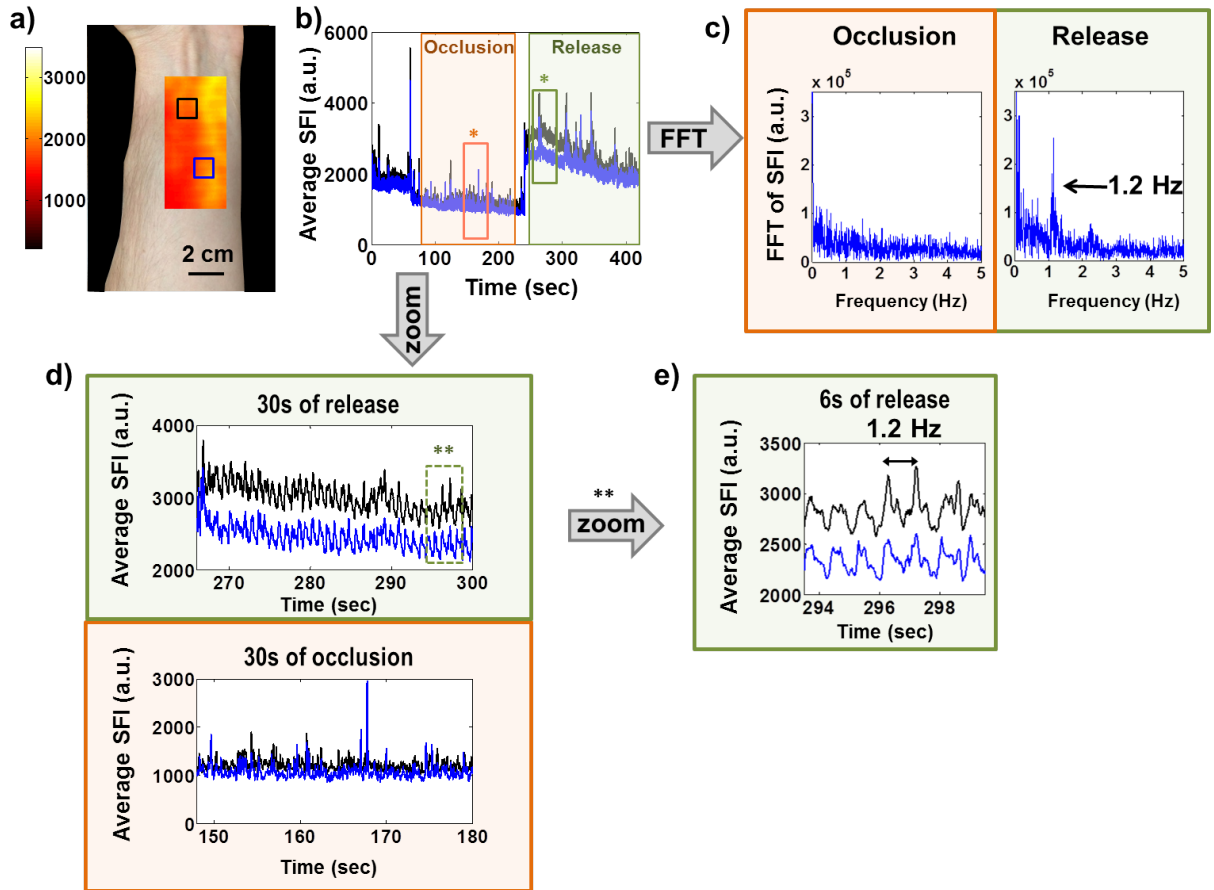 a)
3000
2000
1000
2 cm
b)
6000
4000
2000
0
Average SFI (a.u.)
Occlusion
Release
*
*
0
100
200
300
400
Time (sec)
FFT
c)
Occlusion
Release
FFT of SFI (a.u.)
x 10^5
3
2
1
0
0
1
2
3
4
5
Frequency (Hz)
x 10^5
3
2
1
0
0
1
2
3
4
5
Frequency (Hz)
1.2 Hz
zoom
d)
30s of release
Average SFI (a.u.)
4000
3000
2000
**
270
280
290
300
Time (sec)
30s of occlusion
Average SFI (a.u.)
3000
2000
1000
0
150
160
170
180
Time (sec)
**
zoom
e)
6s of release
1.2 Hz
Average SFI (a.u.)
3500
3000
2500
2000
294
296
298
Time (sec)